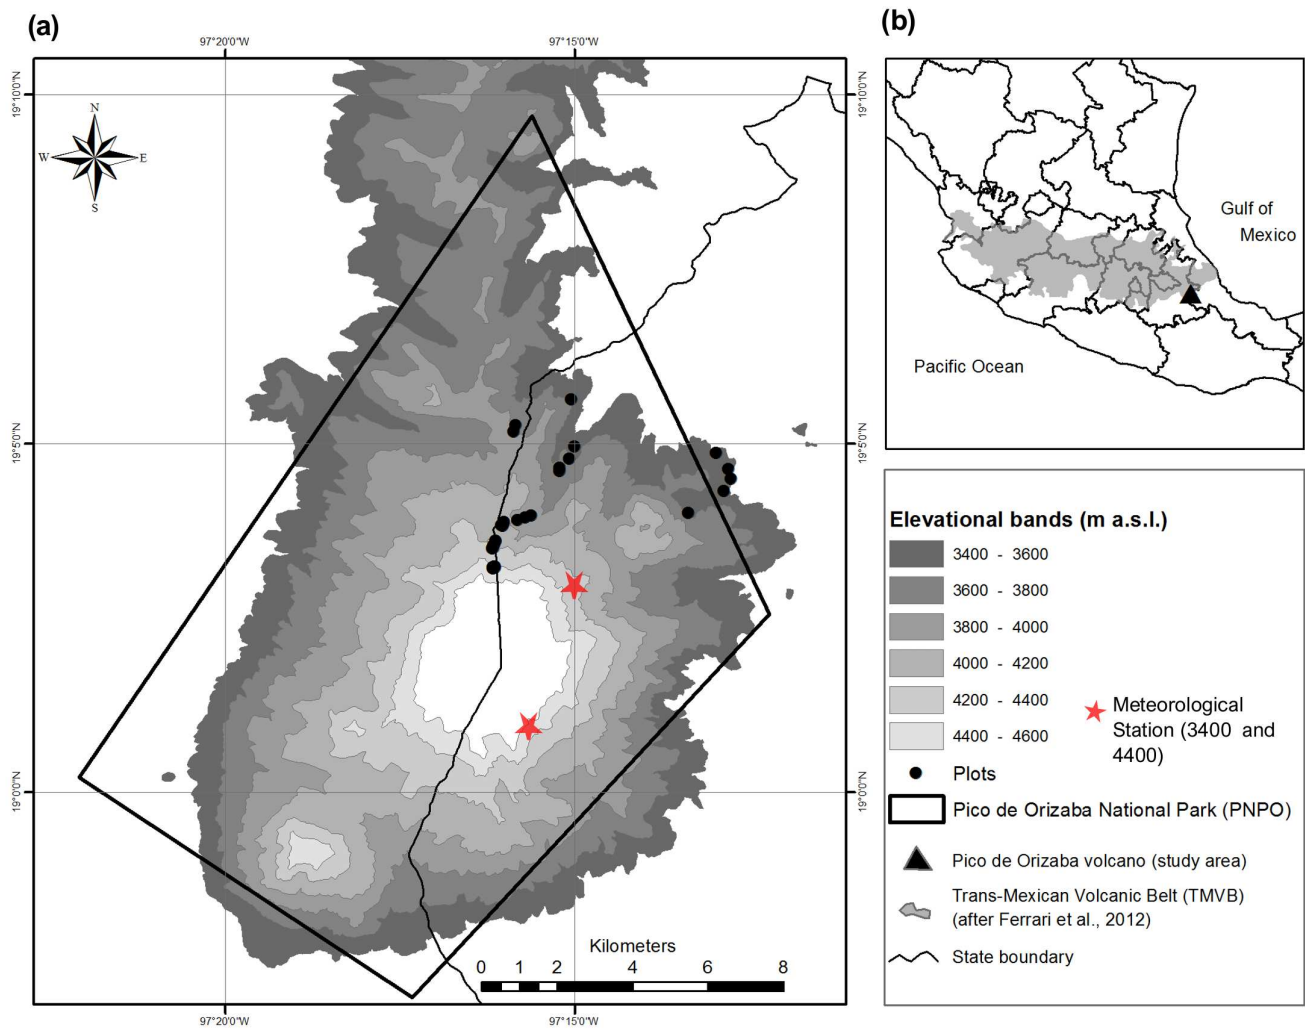 (a)
97°20'0"W
97°15'0"W
19°10'0"N
19°10'0"N
N
W
E
S
19°5'0"N
19°5'0"N
19°0'0"N
19°0'0"N
Kilometers
0 1 2 4 6 8
97°20'0"W
97°15'0"W
(b)
Gulf of
Mexico
Pacific Ocean
Elevational bands (m a.s.l.)
3400 - 3600
3600 - 3800
3800 - 4000
4000 - 4200
4200 - 4400
4400 - 4600
Meteorological
Station (3400 and
4400)
Plots
Pico de Orizaba National Park (PNPO)
Pico de Orizaba volcano (study area)
Trans-Mexican Volcanic Belt (TMVB)
(after Ferrari et al., 2012)
State boundary